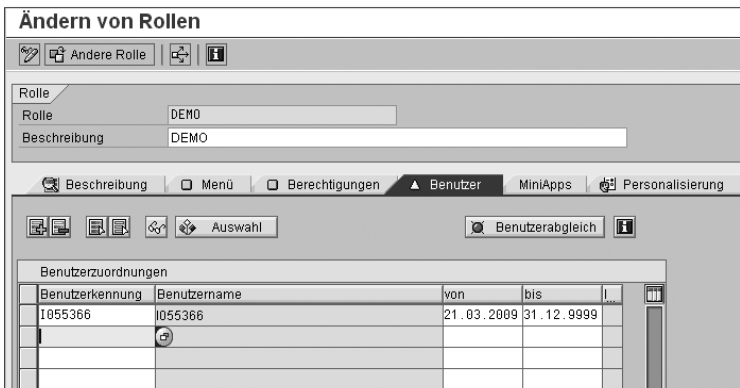 Ändern von Rollen
Andere Rolle
Rolle
Rolle DEMO
Beschreibung DEMO
Beschreibung Menü Berechtigungen Benutzer MiniApps Personalisierung
Auswahl Benutzerabgleich
Benutzerzuordnungen
Benutzerkennung Benutzername von bis I...
I055366 I055366 21.03.2009 31.12.9999